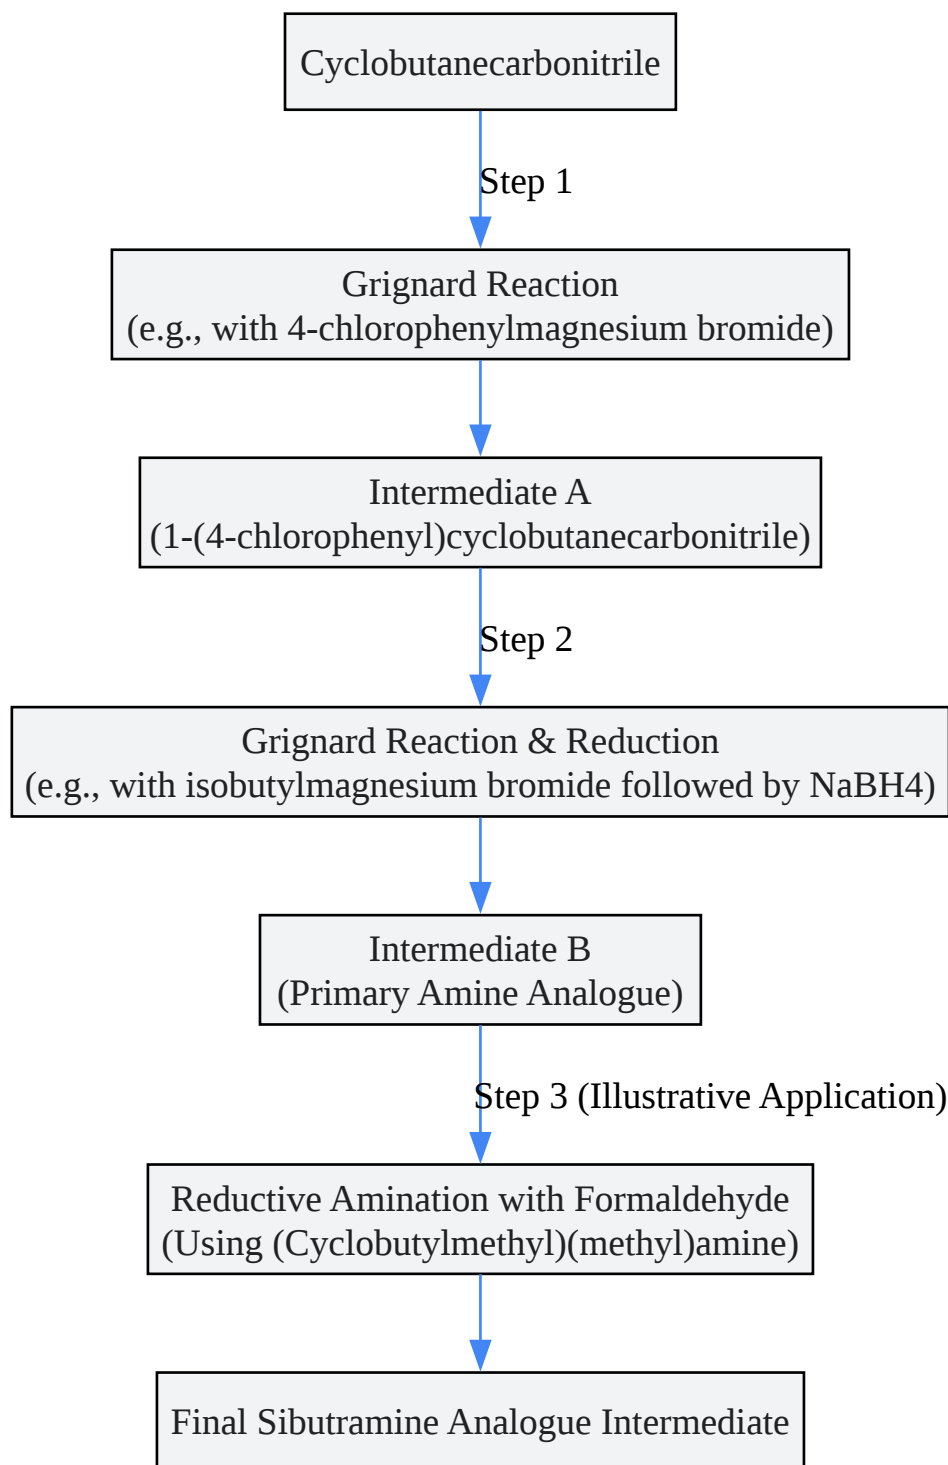 Cyclobutanecarbonitrile
Step 1
Grignard Reaction
(e.g., with 4-chlorophenylmagnesium bromide)
Intermediate A
(1-(4-chlorophenyl)cyclobutanecarbonitrile)
Step 2
Grignard Reaction & Reduction
(e.g., with isobutylmagnesium bromide followed by NaBH4)
Intermediate B
(Primary Amine Analogue)
Step 3 (Illustrative Application)
Reductive Amination with Formaldehyde
(Using (Cyclobutylmethyl)(methyl)amine)
Final Sibutramine Analogue Intermediate